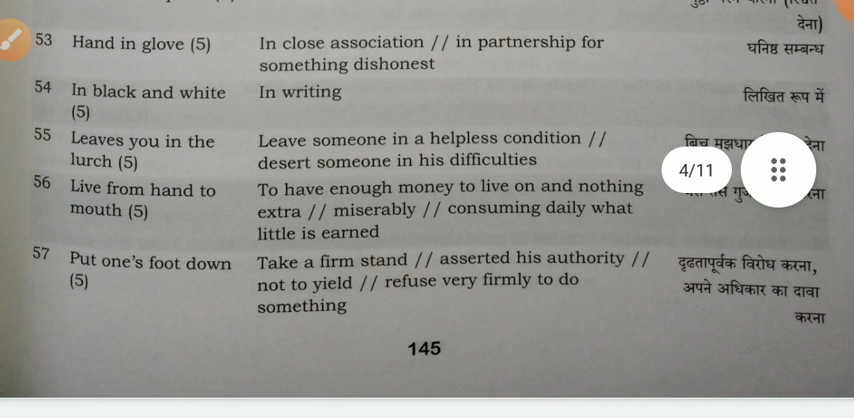 देना)
53 Hand in glove (5) In close association // in partnership for घनिष्ठ सम्बन्ध
something dishonest
54 In black and white In writing लिखित रूप में
(5)
55 Leaves you in the Leave someone in a helpless condition // बिच
lurch (5) desert someone in his difficulties
4/11
56 Live from hand to To have enough money to live on and nothing
mouth (5) extra // miserably // consuming daily what
little is earned
57 Put one's foot down Take a firm stand // asserted his authority // दृढतापूर्वक विरोध करना,
(5) not to yield // refuse very firmly to do अपने अधिकार का दावा
something करना
145